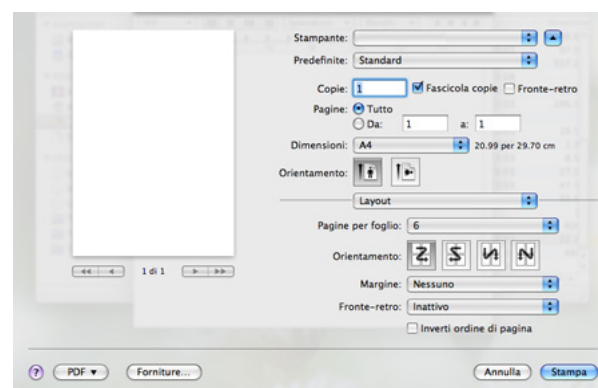 Stampante:
Predefinite: Standard
Copie: 1 Fascicola copie Fronte-retro
Pagine: Tutto
Da: 1 a: 1
Dimensioni: A4 20.99 per 29.70 cm
Orientamento:
Layout
Pagine per foglio: 6
Orientamento:
1 di 1
Margine: Nessuno
Fronte-retro: Inattivo
Inverti ordine di pagina
? PDF Forniture... Annulla Stampa